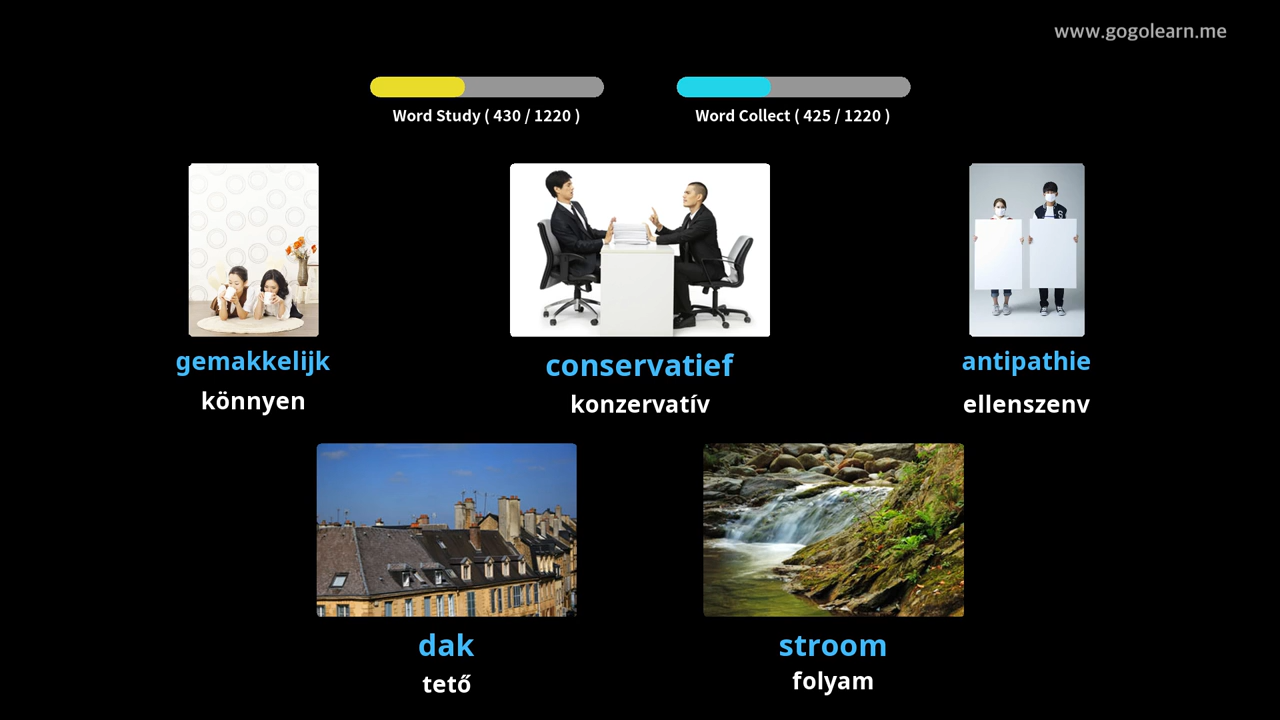 www.gogolearn.me
Word Study ( 430 / 1220 )
Word Collect ( 425 / 1220 )
gemakkelijk
könnyen
conservatief
konzervatív
antipathie
ellenszenv
dak
tető
stroom
folyam